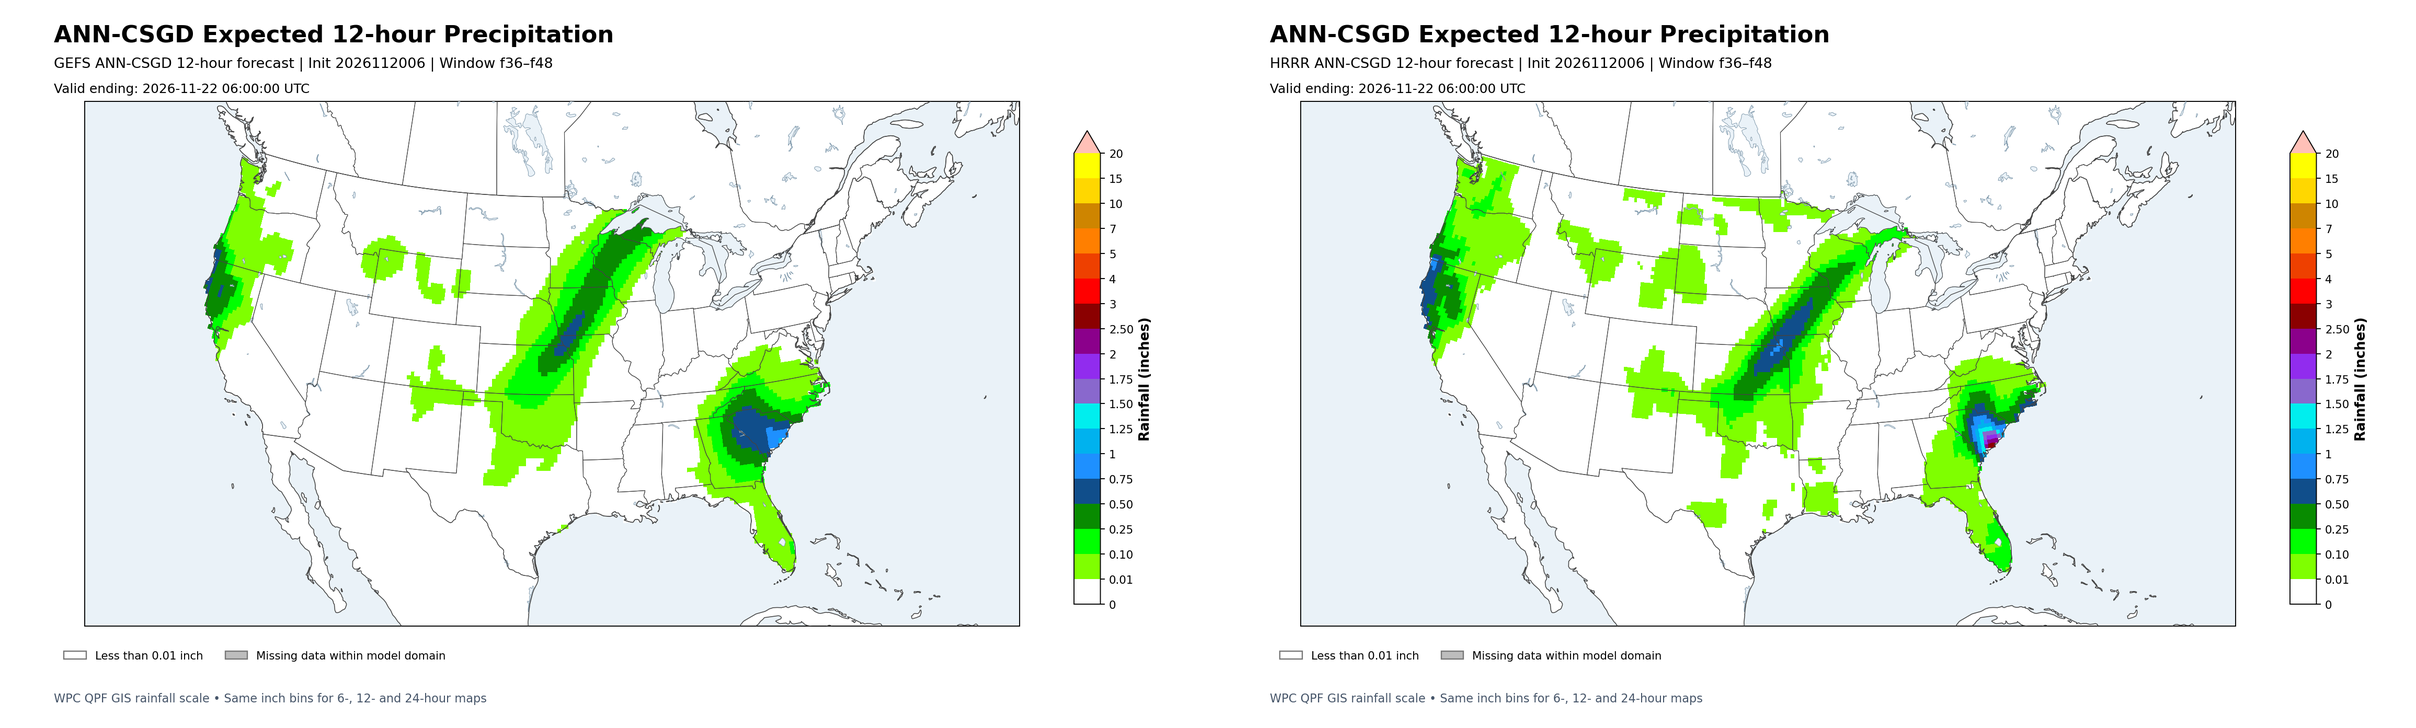 ANN-CSGD Expected 12-hour Precipitation
GEFS ANN-CSGD 12-hour forecast | Init 2026112006 | Window f36–f48
Valid ending: 2026-11-22 06:00:00 UTC
20
15
10
7
5
4
3
2.50
2
1.75
1.50
1.25
1
0.75
0.50
0.25
0.10
0.01
0
Rainfall (inches)
Less than 0.01 inch
Missing data within model domain
WPC QPF GIS rainfall scale • Same inch bins for 6-, 12- and 24-hour maps
ANN-CSGD Expected 12-hour Precipitation
HRRR ANN-CSGD 12-hour forecast | Init 2026112006 | Window f36–f48
Valid ending: 2026-11-22 06:00:00 UTC
20
15
10
7
5
4
3
2.50
2
1.75
1.50
1.25
1
0.75
0.50
0.25
0.10
0.01
0
Rainfall (inches)
Less than 0.01 inch
Missing data within model domain
WPC QPF GIS rainfall scale • Same inch bins for 6-, 12- and 24-hour maps